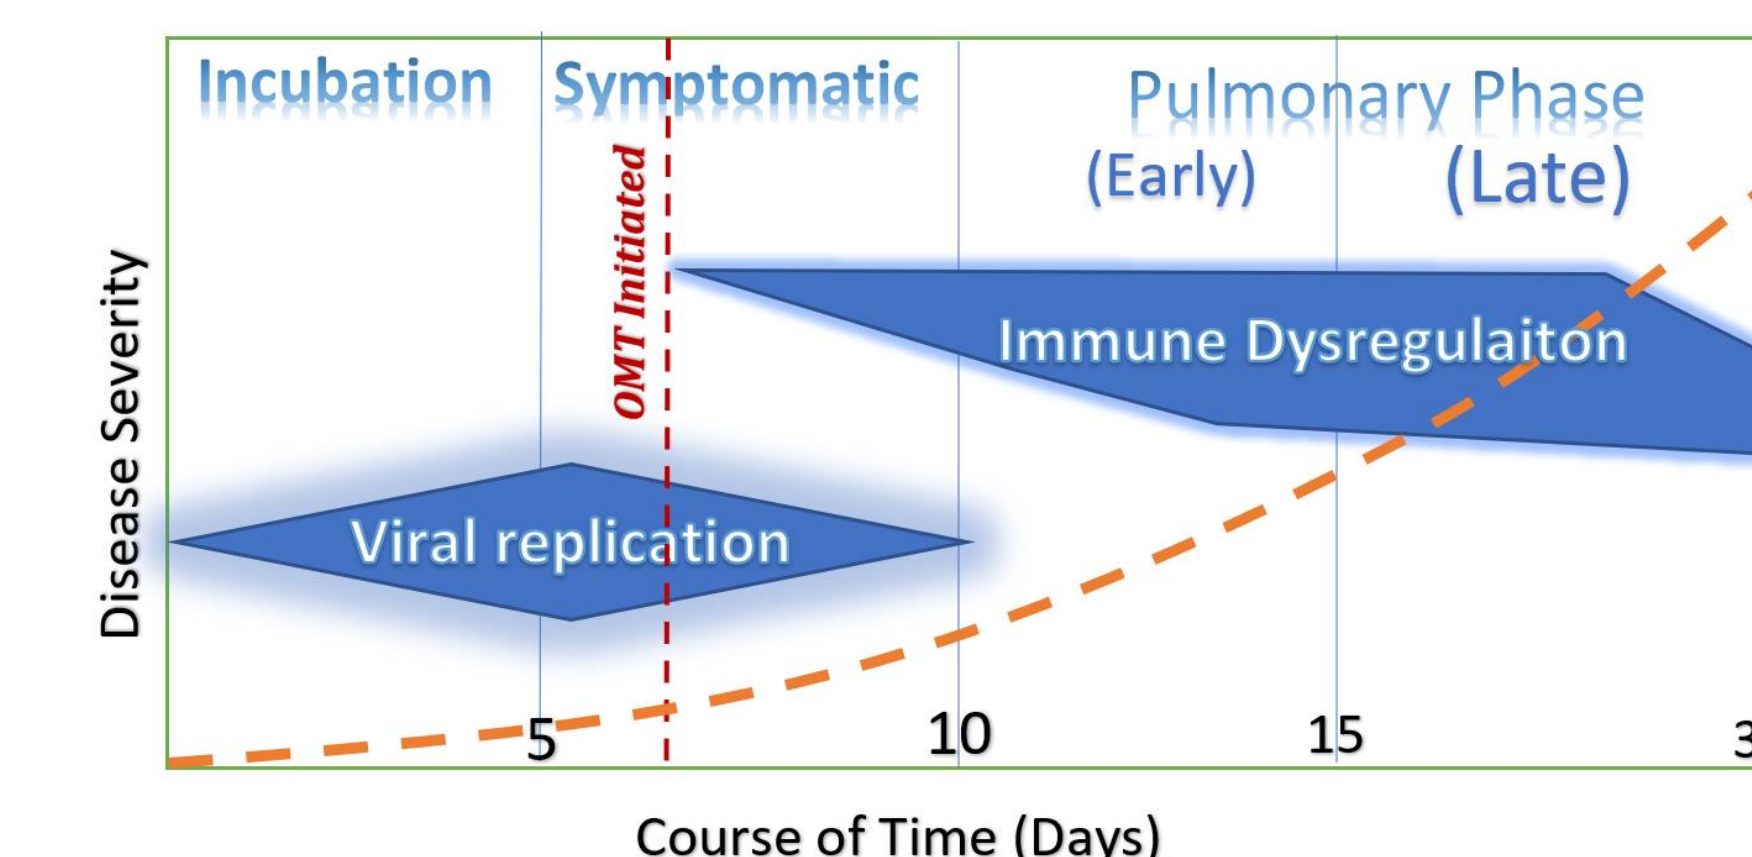 Incubation
Symptomatic
Pulmonary Phase
(Early)
(Late)
OMT Initiated
Immune Dysregulaiton
Viral replication
Disease Severity
5
10
15
3
Course of Time (Days)